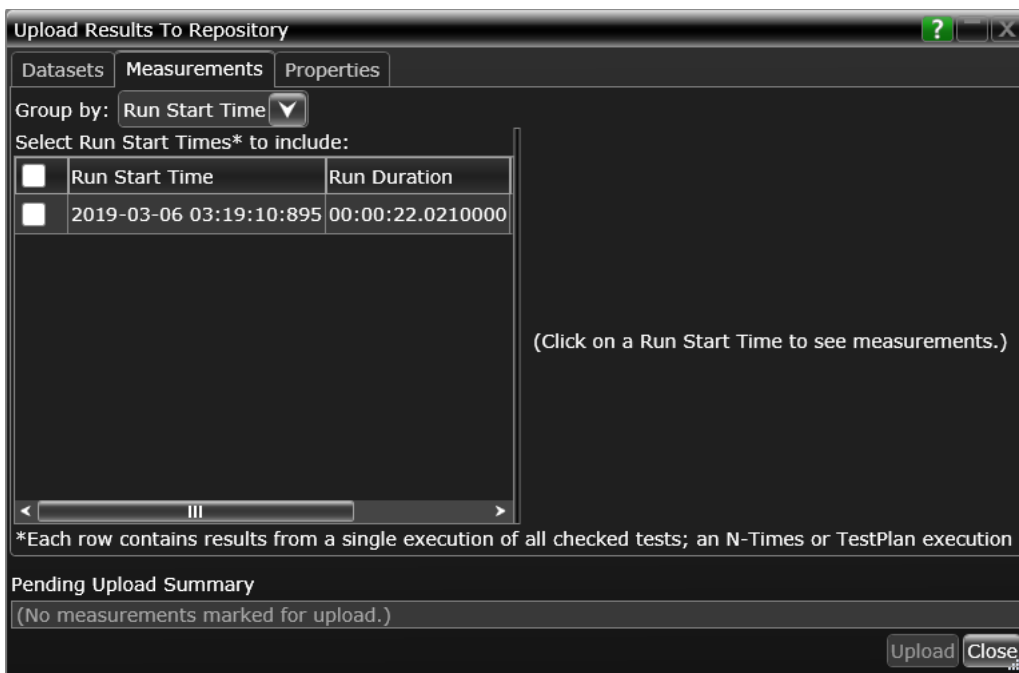 Upload Results To Repository
?
X
Datasets Measurements Properties
Group by: Run Start Time
Select Run Start Times* to include:
Run Start Time Run Duration
2019-03-06 03:19:10:895 00:00:22.0210000
(Click on a Run Start Time to see measurements.)
*Each row contains results from a single execution of all checked tests; an N-Times or TestPlan execution
Pending Upload Summary
(No measurements marked for upload.)
Upload Close